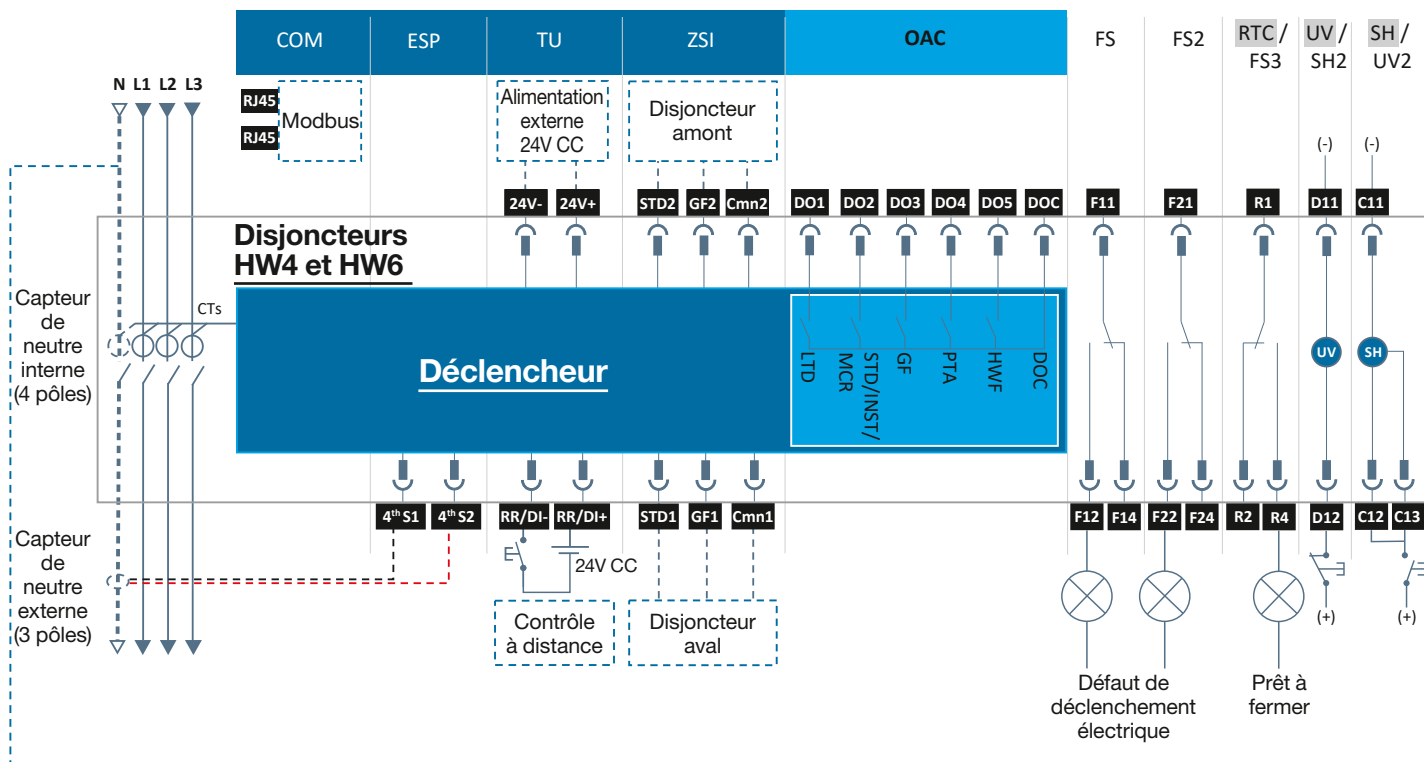 COM ESP TU ZSI OAC FS FS2 RTC / UV / SH /
FS3 SH2 UV2
N L1 L2 L3
RJ45
RJ45
Modbus
Alimentation
externe
24V CC
Disjoncteur
amont
(-) (-)
24V- 24V+ STD2 GF2 Cmn2 DO1 DO2 DO3 DO4 DO5 DOC F11 F21 R1 D11 C11
Disjoncteurs
HW4 et HW6
Capteur
de
neutre
interne
(4 pôles)
CTs
Déclencheur
LTD
STD/INST/
MCR
GF
PTA
HWF
DOC
UV SH
4th S1 4th S2 RR/DI- RR/DI+ STD1 GF1 Cmn1 F12 F14 F22 F24 R2 R4 D12 C12 C13
Capteur
de
neutre
externe
(3 pôles)
24V CC
(+) (+)
Contrôle
à distance
Disjoncteur
aval
Défaut de
déclenchement
électrique
Prêt à
fermer